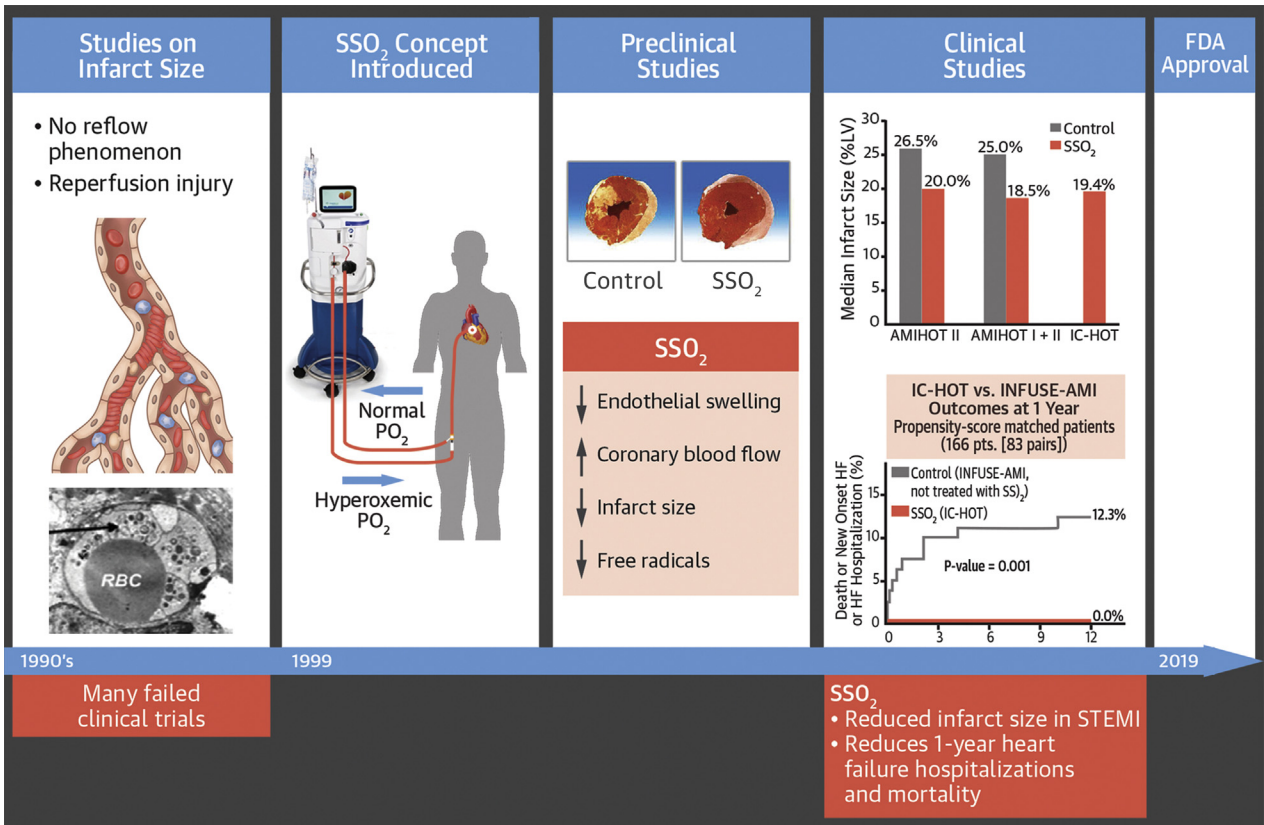 Studies on
Infarct Size
• No reflow
phenomenon
• Reperfusion injury
RBC
1990's
Many failed
clinical trials
SSO₂ Concept
Introduced
Normal
PO₂
Hyperoxemic
PO₂
1999
Preclinical
Studies
Control
SSO₂
SSO₂
↓ Endothelial swelling
↑ Coronary blood flow
↓ Infarct size
↓ Free radicals
Clinical
Studies
Median Infarct Size (%LV)
30
25
20
15
10
5
0
Control
SSO₂
26.5%
20.0%
25.0%
18.5%
19.4%
AMIHOT II
AMIHOT I + II
IC-HOT
IC-HOT vs. INFUSE-AMI
Outcomes at 1 Year
Propensity-score matched patients
(166 pts. [83 pairs])
Death or New Onset HF
or HF Hospitalization (%)
15
10
5
0
Control (INFUSE-AMI,
not treated with SS)₂)
SSO₂ (IC-HOT)
12.3%
P-value = 0.001
0.0%
0 3 6 9 12
SSO₂
• Reduced infarct size in STEMI
• Reduces 1-year heart
failure hospitalizations
and mortality
FDA
Approval
2019